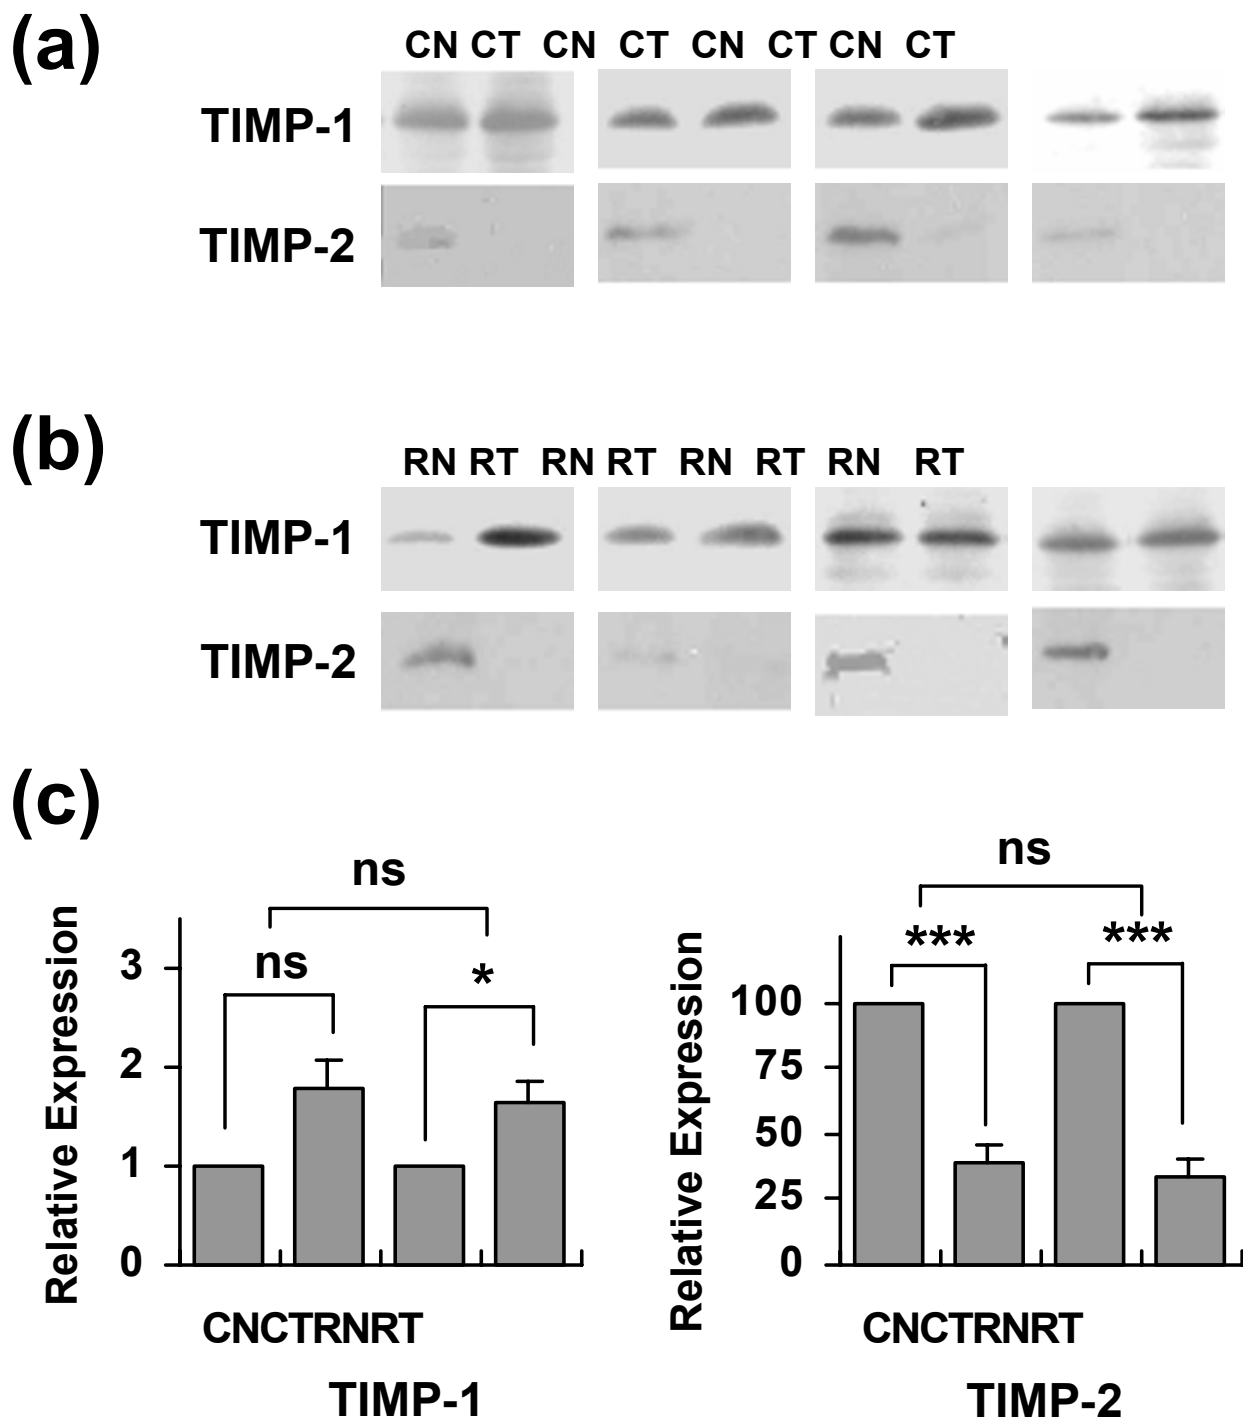 (a)
CN CT CN CT CN CT CN CT
TIMP-1
TIMP-2
(b)
RN RT RN RT RN RT RN RT
TIMP-1
TIMP-2
(c)
ns
ns
*
Relative Expression
3
2
1
0
CNCTRNRT
TIMP-1
ns
***
***
Relative Expression
100
75
50
25
0
CNCTRNRT
TIMP-2